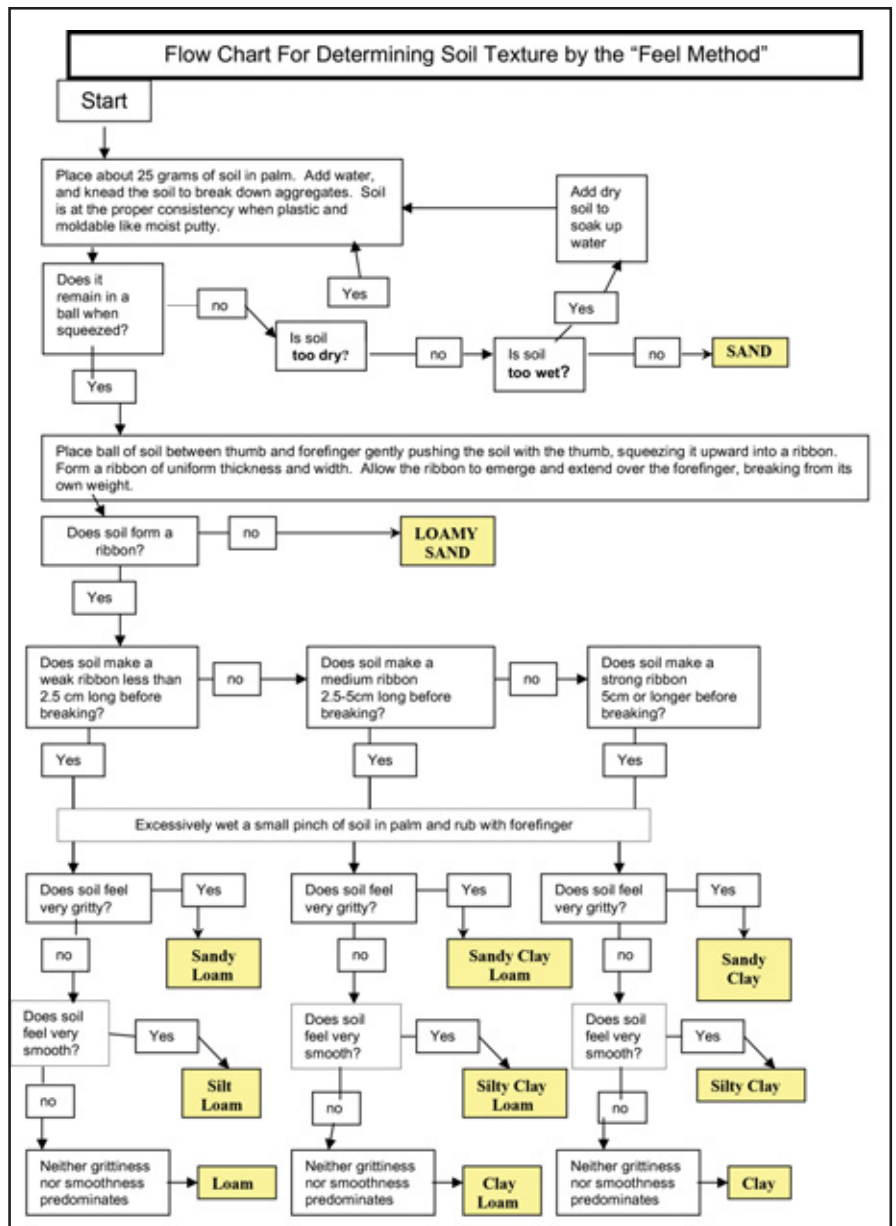 Flow Chart For Determining Soil Texture by the “Feel Method”
Start
Place about 25 grams of soil in palm. Add water,
and knead the soil to break down aggregates. Soil
is at the proper consistency when plastic and
moldable like moist putty.
Add dry
soil to
soak up
water
Does it
remain in a
ball when
squeezed?
no
Yes
Is soil
too dry?
no
Yes
Is soil
too wet?
no
SAND
Yes
Place ball of soil between thumb and forefinger gently pushing the soil with the thumb, squeezing it upward into a ribbon.
Form a ribbon of uniform thickness and width. Allow the ribbon to emerge and extend over the forefinger, breaking from its
own weight.
Does soil form a
ribbon?
no
LOAMY
SAND
Yes
Does soil make a
weak ribbon less than
2.5 cm long before
breaking?
no
Does soil make a
medium ribbon
2.5-5cm long before
breaking?
no
Does soil make a
strong ribbon
5cm or longer before
breaking?
Yes
Yes
Yes
Excessively wet a small pinch of soil in palm and rub with forefinger
Does soil feel
very gritty?
Yes
Does soil feel
very gritty?
Yes
Does soil feel
very gritty?
Yes
no
Sandy
Loam
no
Sandy Clay
Loam
no
Sandy
Clay
Does soil
feel very
smooth?
Yes
Does soil
feel very
smooth?
Yes
Does soil
feel very
smooth?
Yes
no
Silt
Loam
no
Silty Clay
Loam
no
Silty Clay
Neither grittiness
nor smoothness
predominates
Loam
Neither grittiness
nor smoothness
predominates
Clay
Loam
Neither grittiness
nor smoothness
predominates
Clay